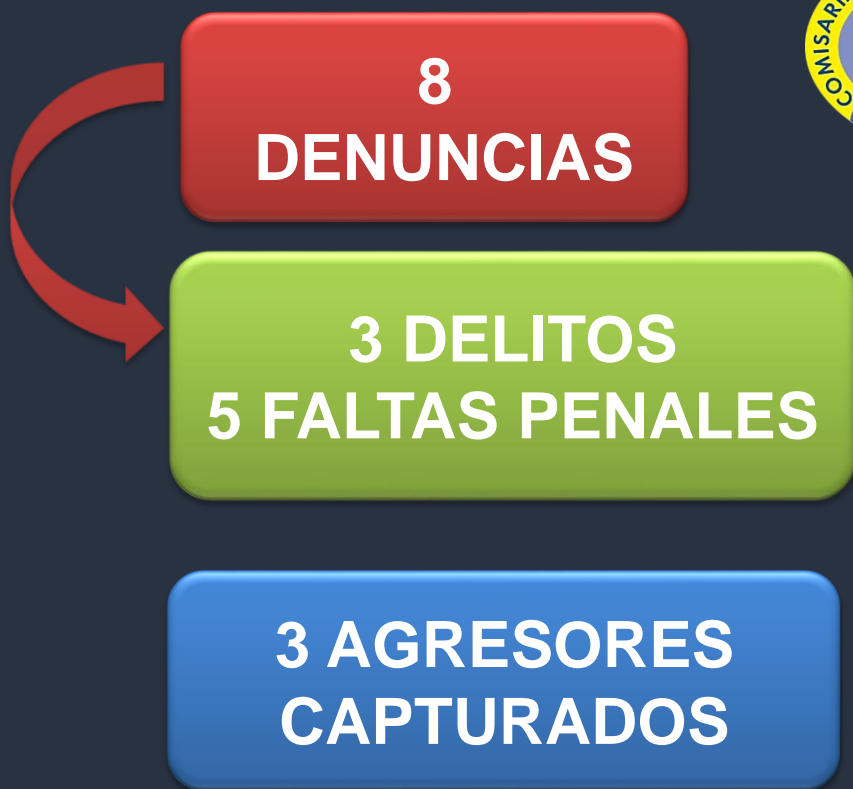 8
DENUNCIAS
3 DELITOS
5 FALTAS PENALES
3 AGRESORES
CAPTURADOS